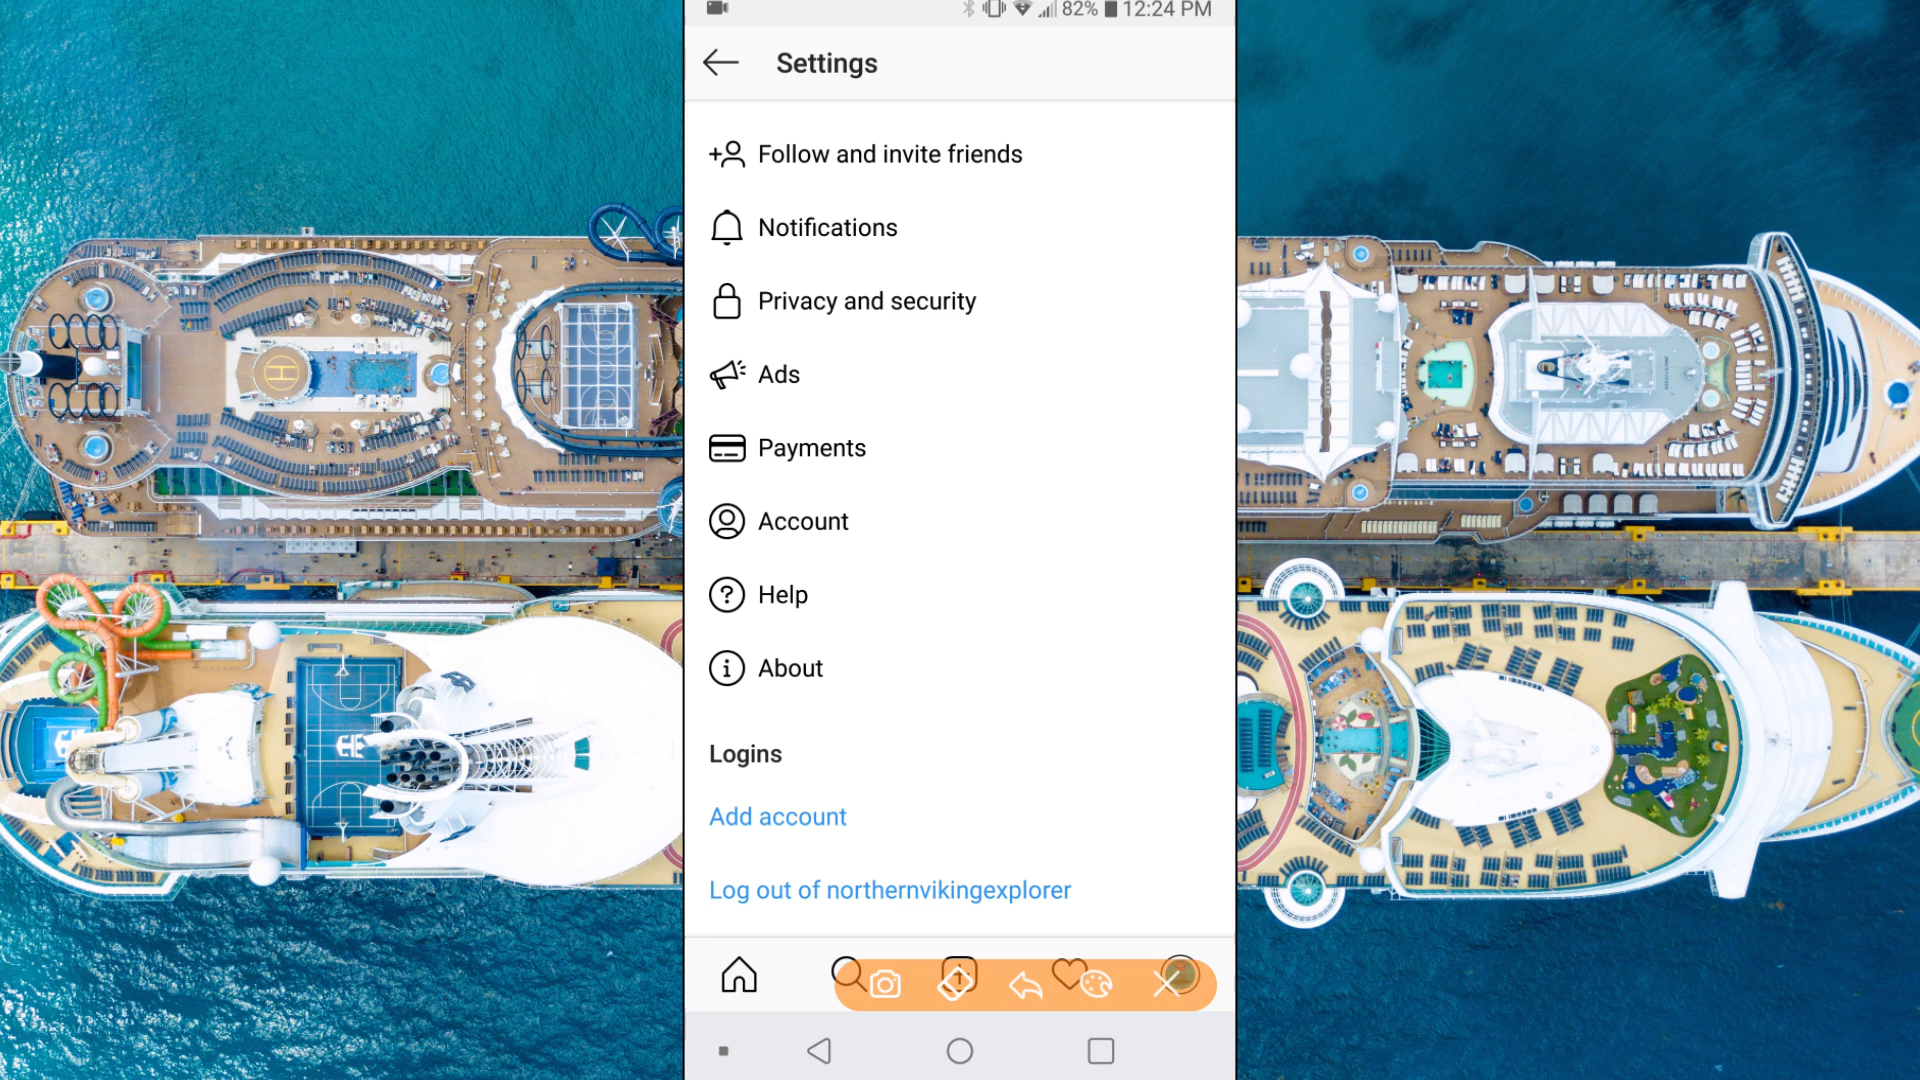 82% 12:24 PM
Settings
Follow and invite friends
Notifications
Privacy and security
Ads
Payments
Account
Help
About
Logins
Add account
Log out of northernvikingexplorer
H